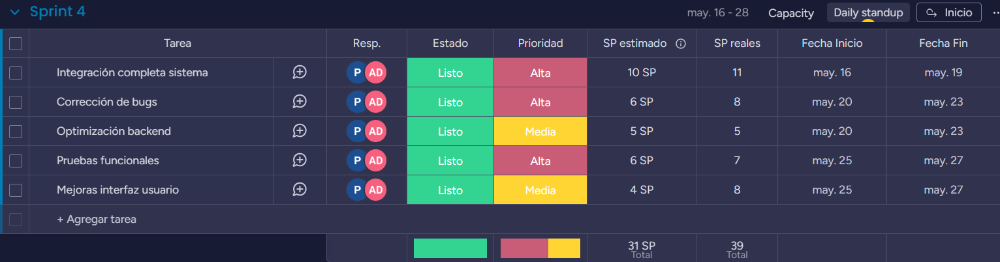 Sprint 4 may. 16 - 28 Capacity Daily standup Inicio
Tarea Resp. Estado Prioridad SP estimado SP reales Fecha Inicio Fecha Fin
Integración completa sistema P AD Listo Alta 10 SP 11 may. 16 may. 19
Corrección de bugs P AD Listo Alta 6 SP 8 may. 20 may. 23
Optimización backend P AD Listo Media 5 SP 5 may. 20 may. 23
Pruebas funcionales P AD Listo Alta 6 SP 7 may. 25 may. 27
Mejoras interfaz usuario P AD Listo Media 4 SP 8 may. 25 may. 27
+ Agregar tarea
31 SP 39
Total Total